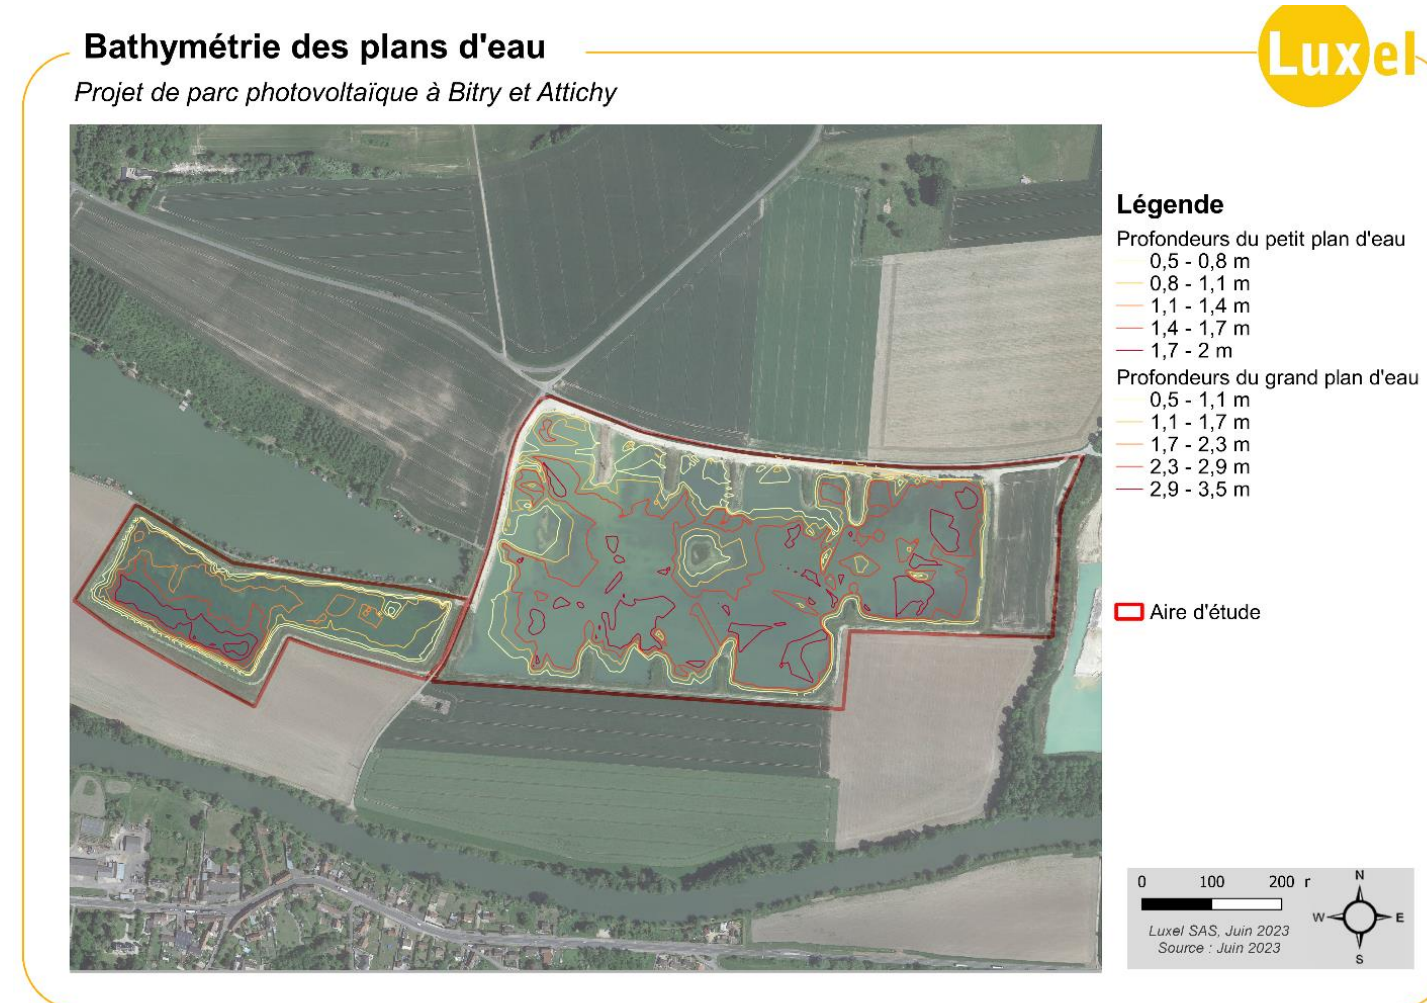 Bathymétrie des plans d'eau
Luxel
Projet de parc photovoltaïque à Bitry et Attichy
Légende
Profondeurs du petit plan d'eau
0,5 - 0,8 m
0,8 - 1,1 m
1,1 - 1,4 m
1,4 - 1,7 m
1,7 - 2 m
Profondeurs du grand plan d'eau
0,5 - 1,1 m
1,1 - 1,7 m
1,7 - 2,3 m
2,3 - 2,9 m
2,9 - 3,5 m
Aire d'étude
0 100 200 r
N
W E
S
Luxel SAS, Juin 2023
Source : Juin 2023